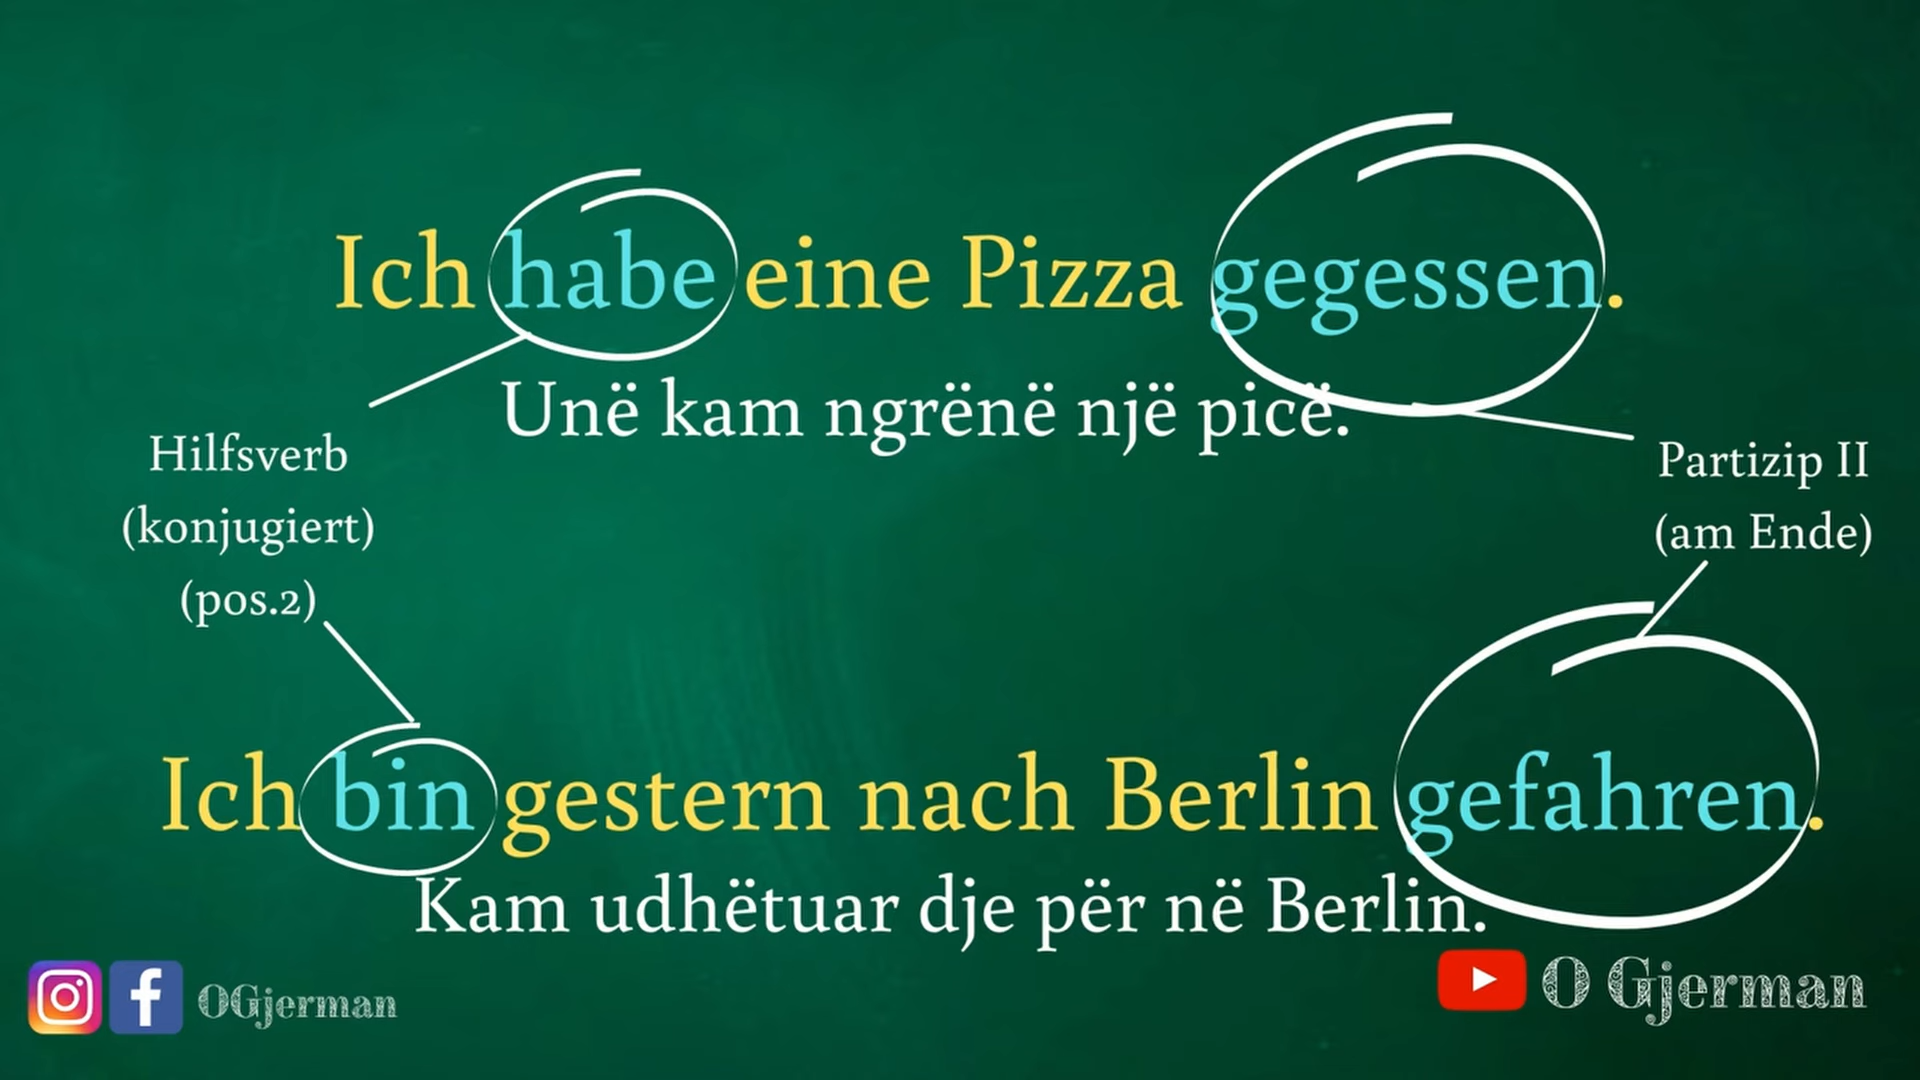 Ich habe eine Pizza gegessen.
Unë kam ngrënë një picë.
Hilfsverb
(konjugiert)
(pos.2)
Partizip II
(am Ende)
Ich bin gestern nach Berlin gefahren.
Kam udhëtuar dje për në Berlin.
OGjerman
O Gjerman